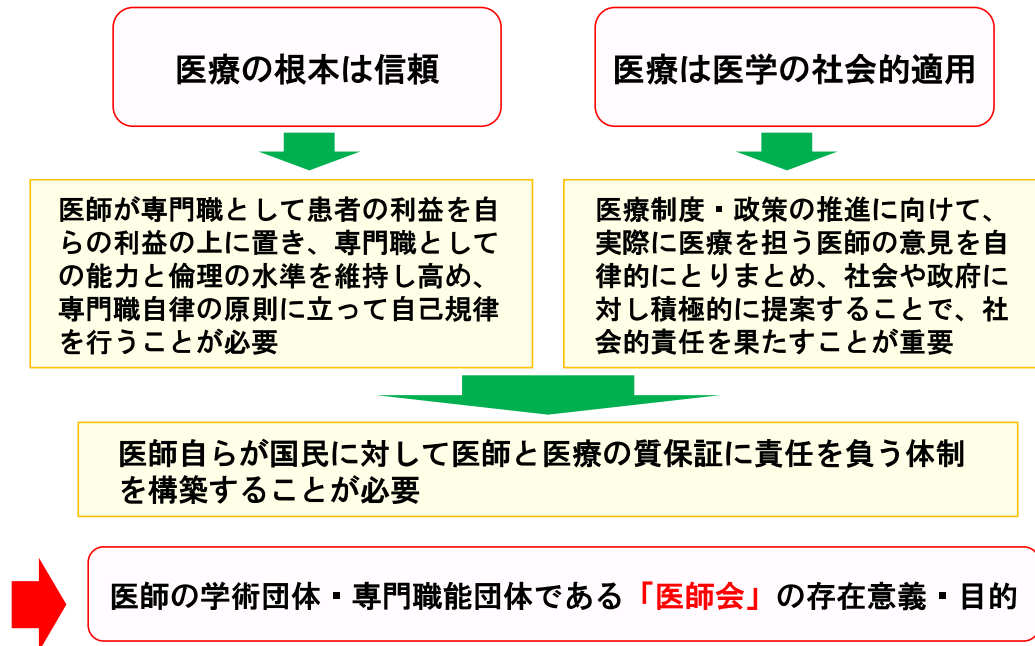 医療の根本は信頼
医療は医学の社会的適用
医師が専門職として患者の利益を自
らの利益の上に置き、専門職として
の能力と倫理の水準を維持し高め、
専門職自律の原則に立って自己規律
を行うことが必要
医療制度・政策の推進に向けて、
実際に医療を担う医師の意見を自
律的にとりまとめ、社会や政府に
対し積極的に提案することで、社
会的責任を果たすことが重要
医師自らが国民に対して医師と医療の質保証に責任を負う体制
を構築することが必要
医師の学術団体・専門職能団体である「医師会」の存在意義・目的